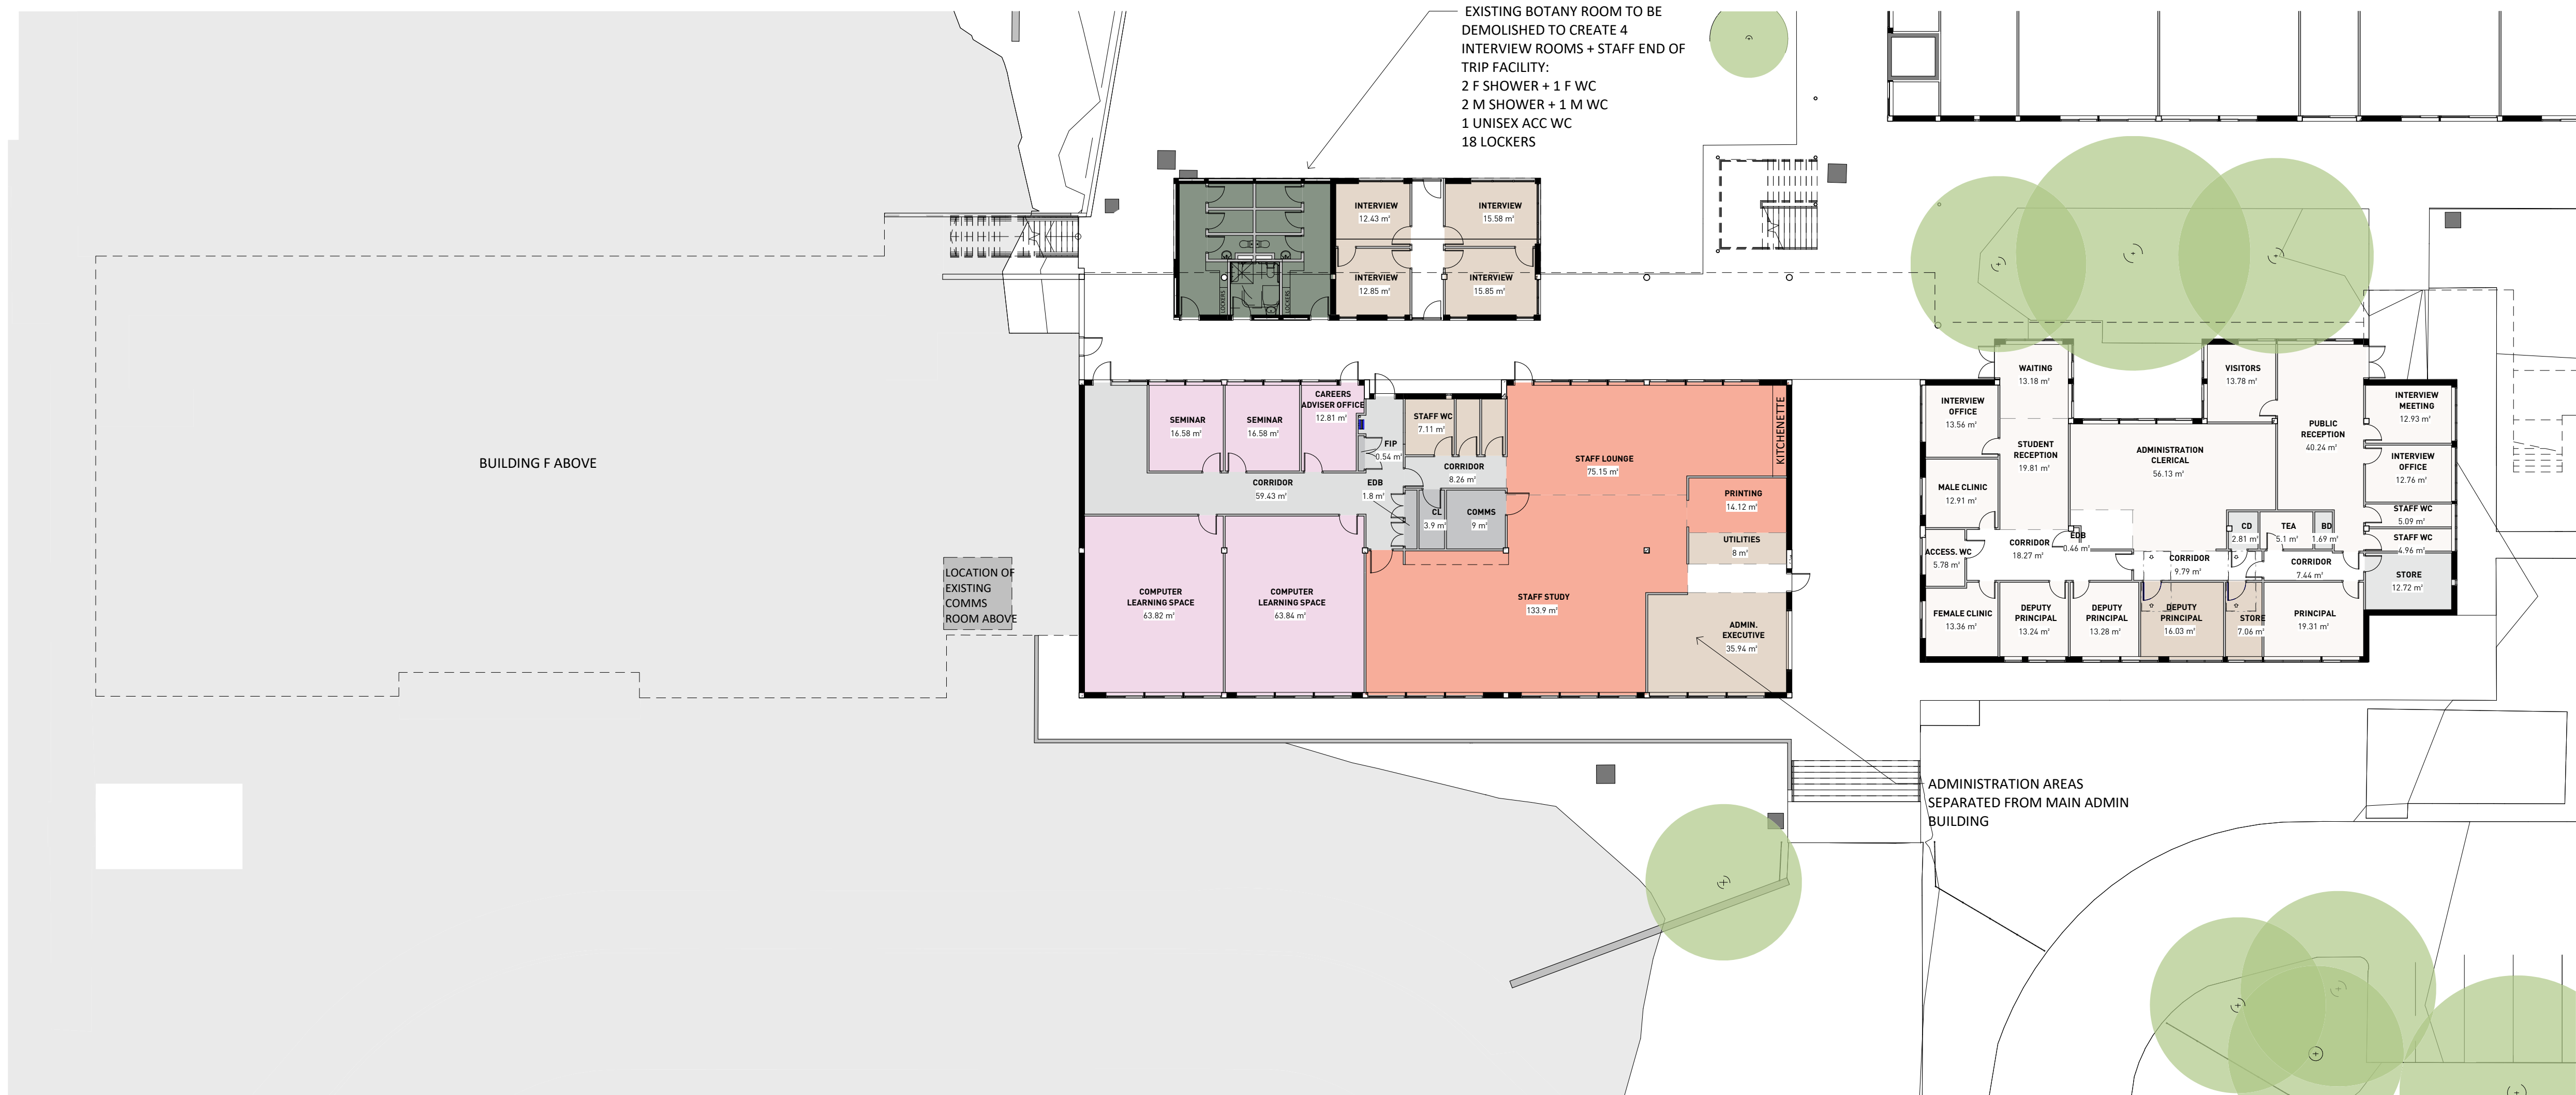 EXISTING BOTANY ROOM TO BE
DEMOLISHED TO CREATE 4
INTERVIEW ROOMS + STAFF END OF
TRIP FACILITY:
2 F SHOWER + 1 F WC
2 M SHOWER + 1 M WC
1 UNISEX ACC WC
18 LOCKERS
INTERVIEW
12.43 m²
INTERVIEW
15.58 m²
INTERVIEW
12.85 m²
INTERVIEW
15.85 m²
LOCKERS
LOCKERS
BUILDING F ABOVE
LOCATION OF
EXISTING
COMMS
ROOM ABOVE
SEMINAR
16.58 m²
SEMINAR
16.58 m²
CAREERS
ADVISER OFFICE
12.81 m²
FIP
0.54 m²
STAFF WC
7.11 m²
CORRIDOR
8.26 m²
CORRIDOR
59.43 m²
EDB
1.8 m²
CL
3.9 m²
COMMS
9 m²
STAFF LOUNGE
75.15 m²
KITCHENETTE
PRINTING
14.12 m²
UTILITIES
8 m²
COMPUTER
LEARNING SPACE
63.82 m²
COMPUTER
LEARNING SPACE
63.84 m²
STAFF STUDY
133.9 m²
ADMIN.
EXECUTIVE
35.94 m²
WAITING
13.18 m²
VISITORS
13.78 m²
INTERVIEW
OFFICE
13.56 m²
STUDENT
RECEPTION
19.81 m²
ADMINISTRATION
CLERICAL
56.13 m²
PUBLIC
RECEPTION
40.24 m²
INTERVIEW
MEETING
12.93 m²
INTERVIEW
OFFICE
12.76 m²
MALE CLINIC
12.91 m²
STAFF WC
5.09 m²
STAFF WC
4.96 m²
CD
2.81 m²
TEA
5.1 m²
BD
1.69 m²
EDB
0.46 m²
ACCESS. WC
5.78 m²
CORRIDOR
18.27 m²
CORRIDOR
9.79 m²
CORRIDOR
7.44 m²
STORE
12.72 m²
FEMALE CLINIC
13.36 m²
DEPUTY
PRINCIPAL
13.24 m²
DEPUTY
PRINCIPAL
13.28 m²
DEPUTY
PRINCIPAL
16.03 m²
STORE
7.06 m²
PRINCIPAL
19.31 m²
ADMINISTRATION AREAS
SEPARATED FROM MAIN ADMIN
BUILDING